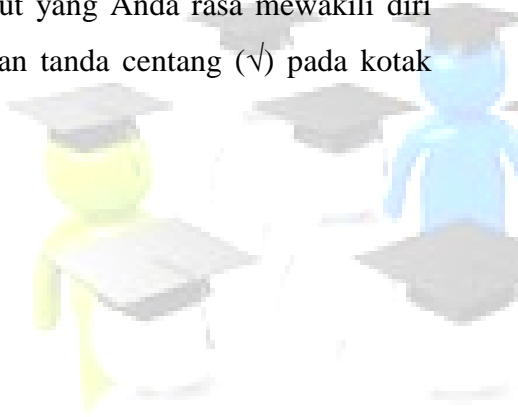 ut yang Anda rasa mewakili diri
an tanda centang (√) pada kotak